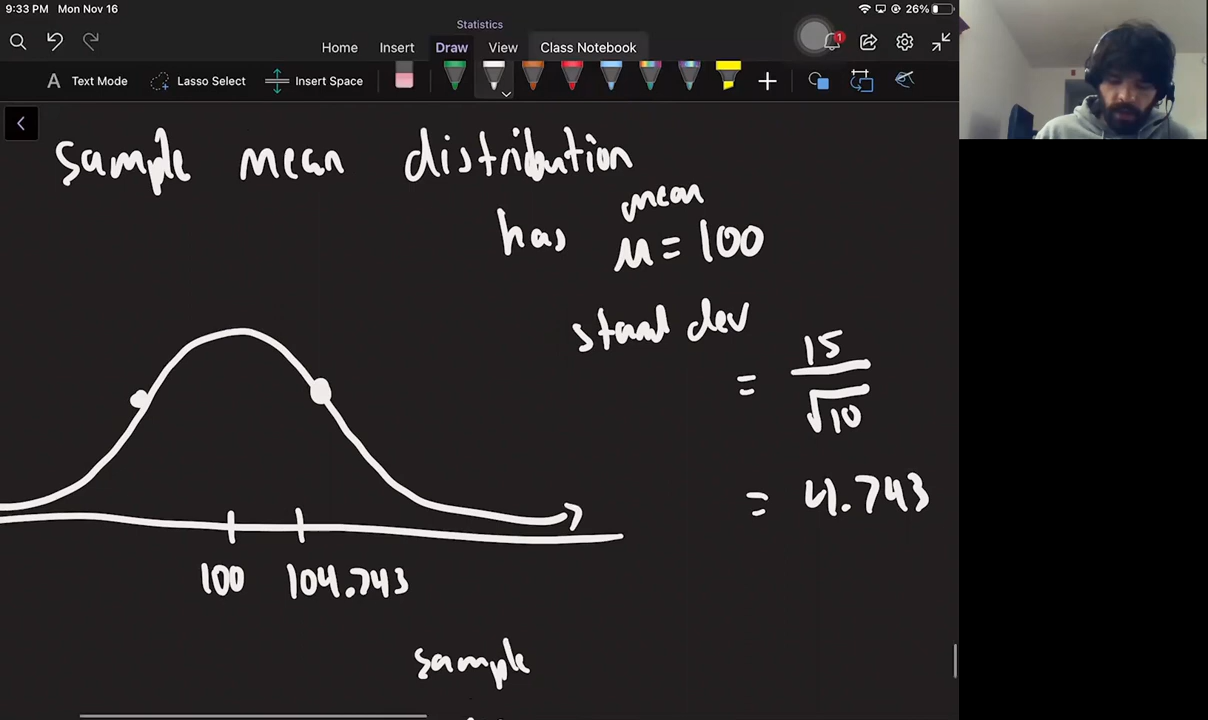 9:33 PM Mon Nov 16
26%
Statistics
Home Insert Draw View Class Notebook
1
Text Mode Lasso Select Insert Space
sample mean distribution
has mean
μ = 100
stand dev
= 15
√10
= 4.743
100 104.743
sample